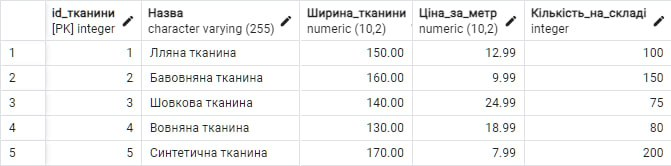 id_тканини Назва Ширина_тканини Ціна_за_метр Кількість_на_складі
[PK] integer character varying (255) numeric (10,2) numeric (10,2) integer
1 1 Лляна тканина 150.00 12.99 100
2 2 Бавовняна тканина 160.00 9.99 150
3 3 Шовкова тканина 140.00 24.99 75
4 4 Вовняна тканина 130.00 18.99 80
5 5 Синтетична тканина 170.00 7.99 200